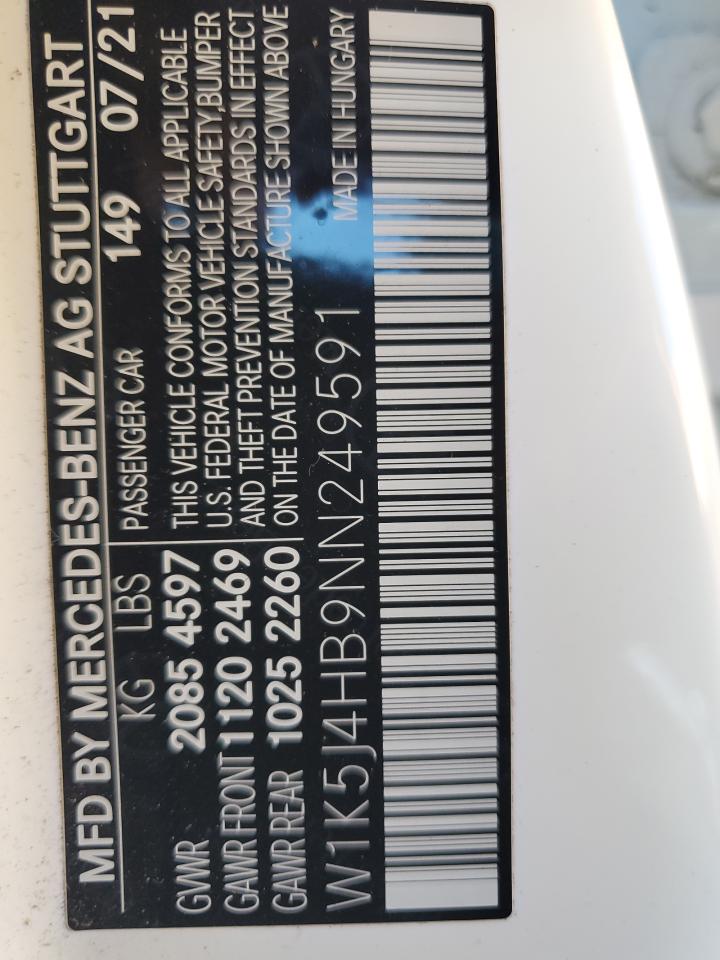 MFD BY MERCEDES-BENZ AG STUTTGART
KG LBS PASSENGER CAR 149 07/21
GVWR 2085 4597 THIS VEHICLE CONFORMS TO ALL APPLICABLE
GAWR FRONT 1120 2469 U.S. FEDERAL MOTOR VEHICLE SAFETY,BUMPER
GAWR REAR 1025 2260 AND THEFT PREVENTION STANDARDS IN EFFECT
ON THE DATE OF MANUFACTURE SHOWN ABOVE
W1K5J4HB9NN249591 MADE IN HUNGARY